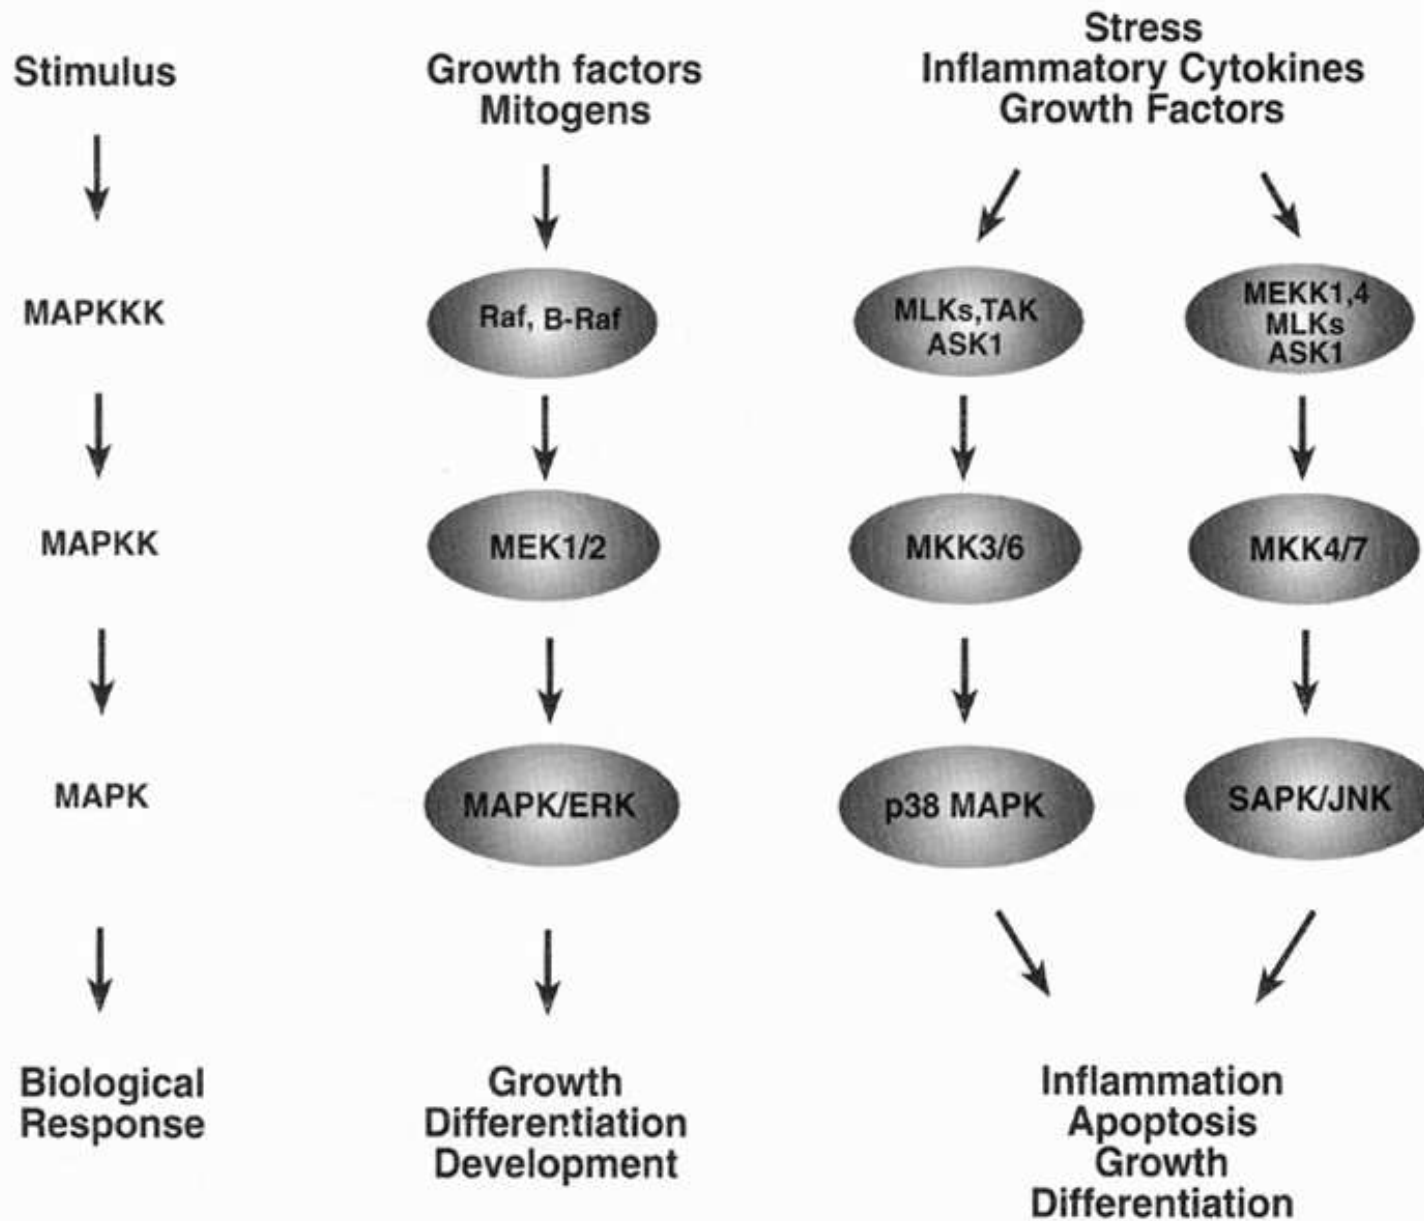 Stimulus
Growth factors
Mitogens
Stress
Inflammatory Cytokines
Growth Factors
MAPKKK
Raf, B-Raf
MLKs,TAK
ASK1
MEKK1,4
MLKs
ASK1
MAPKK
MEK1/2
MKK3/6
MKK4/7
MAPK
MAPK/ERK
p38 MAPK
SAPK/JNK
Biological
Response
Growth
Differentiation
Development
Inflammation
Apoptosis
Growth
Differentiation